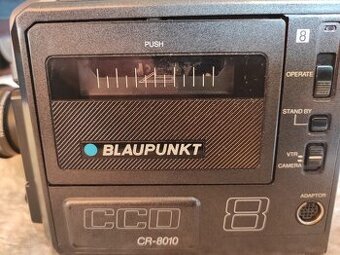 PUSH
8
OPERATE
STAND BY
BLAUPUNKT
VTR
CAMERA
ADAPTOR
CCD
8
CR-8010